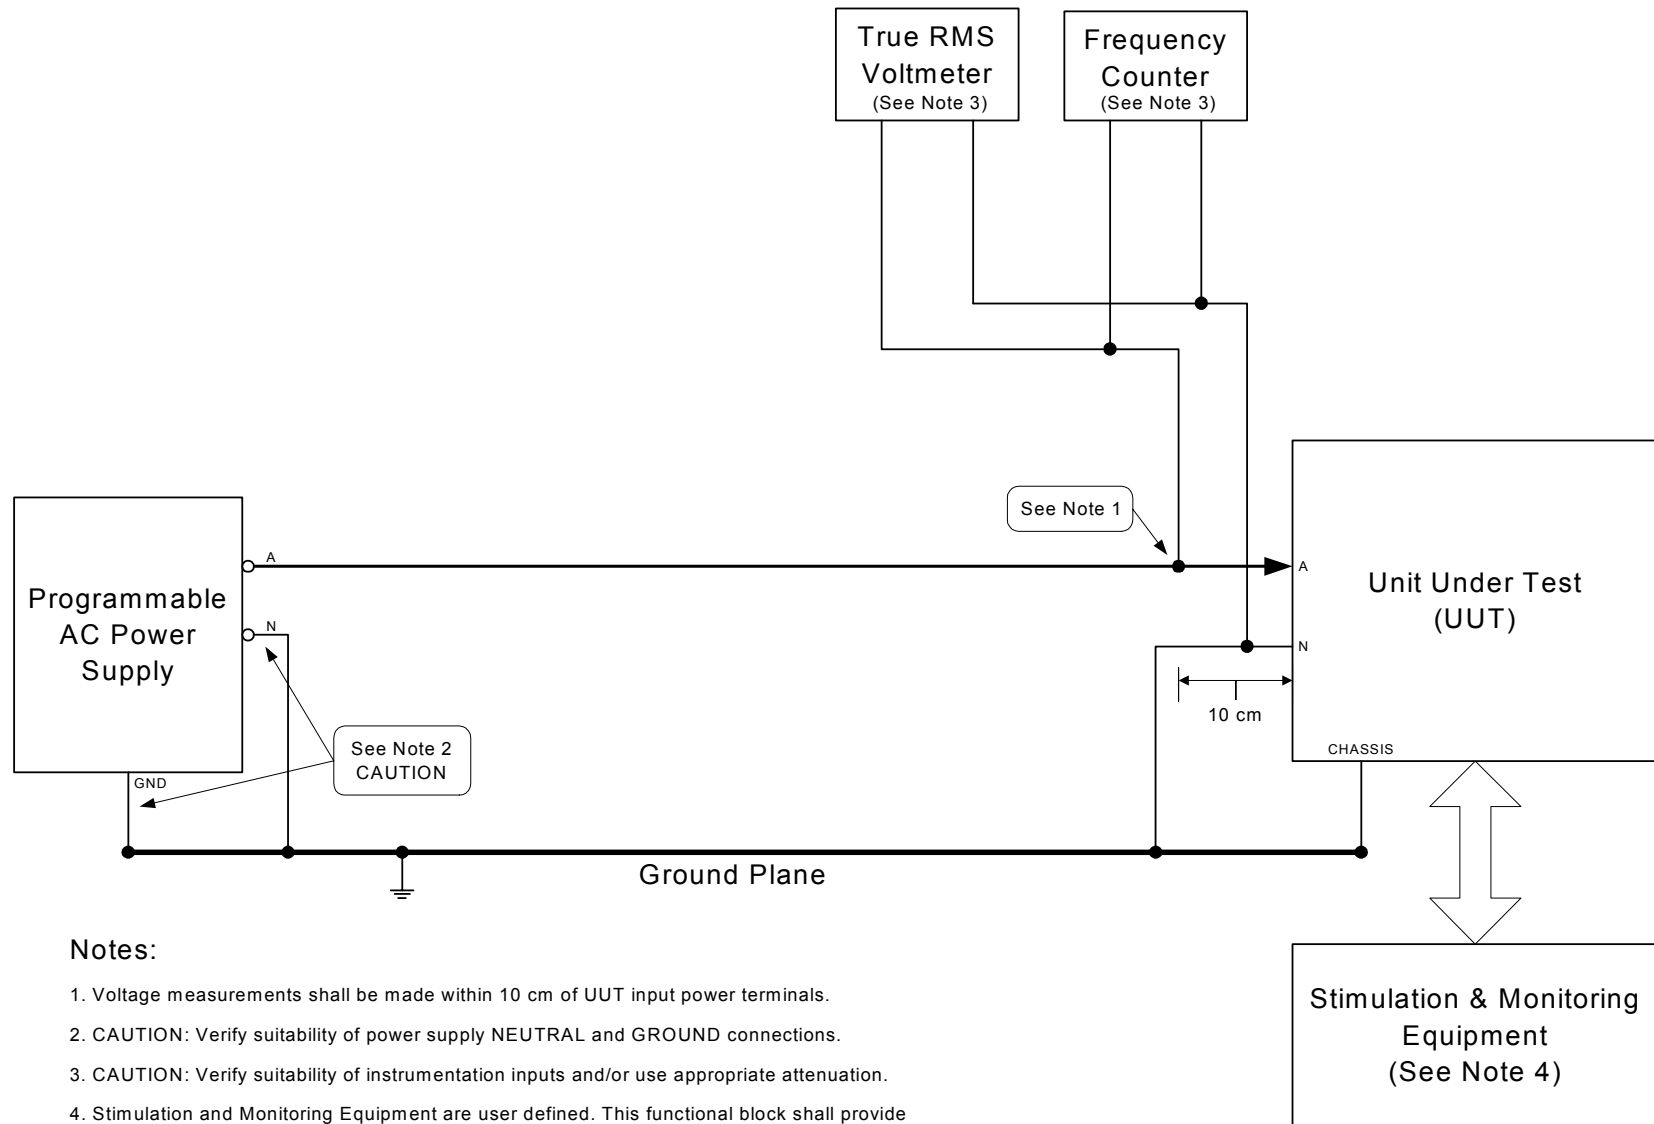 True RMS
Voltmeter
(See Note 3)
Frequency
Counter
(See Note 3)
See Note 1
Programmable
AC Power
Supply
A
N
GND
See Note 2
CAUTION
A
N
Unit Under Test
(UUT)
10 cm
CHASSIS
Ground Plane
Notes:
1. Voltage measurements shall be made within 10 cm of UUT input power terminals.
2. CAUTION: Verify suitability of power supply NEUTRAL and GROUND connections.
3. CAUTION: Verify suitability of instrumentation inputs and/or use appropriate attenuation.
4. Stimulation and Monitoring Equipment are user defined. This functional block shall provide
Stimulation & Monitoring
Equipment
(See Note 4)